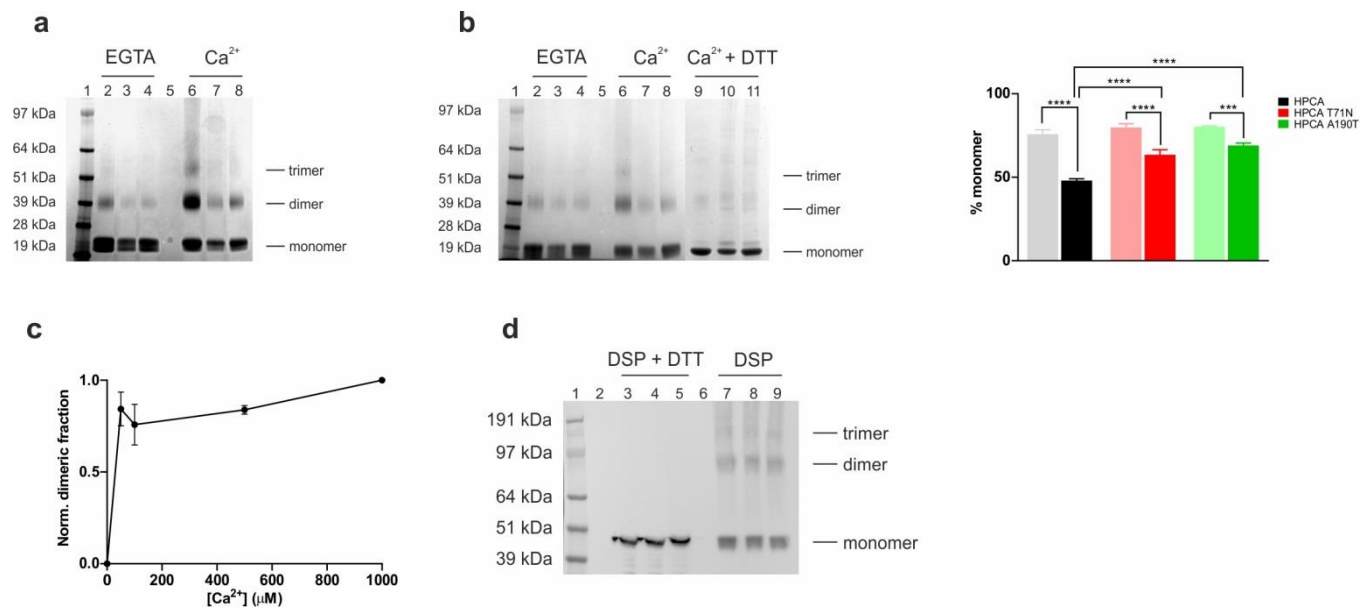 a
EGTA Ca2+
1 2 3 4 5 6 7 8
97 kDa
64 kDa
51 kDa
39 kDa
28 kDa
19 kDa
trimer
dimer
monomer
b
EGTA Ca2+ Ca2+ + DTT
1 2 3 4 5 6 7 8 9 10 11
97 kDa
64 kDa
51 kDa
39 kDa
28 kDa
19 kDa
trimer
dimer
monomer
% monomer
100
50
0
****
****
**** **** ***
HPCA
HPCA T71N
HPCA A190T
c
Norm. dimeric fraction
1.0
0.5
0.0
0 200 400 600 800 1000
[Ca2+] (μM)
d
DSP + DTT DSP
1 2 3 4 5 6 7 8 9
191 kDa
97 kDa
64 kDa
51 kDa
39 kDa
trimer
dimer
monomer